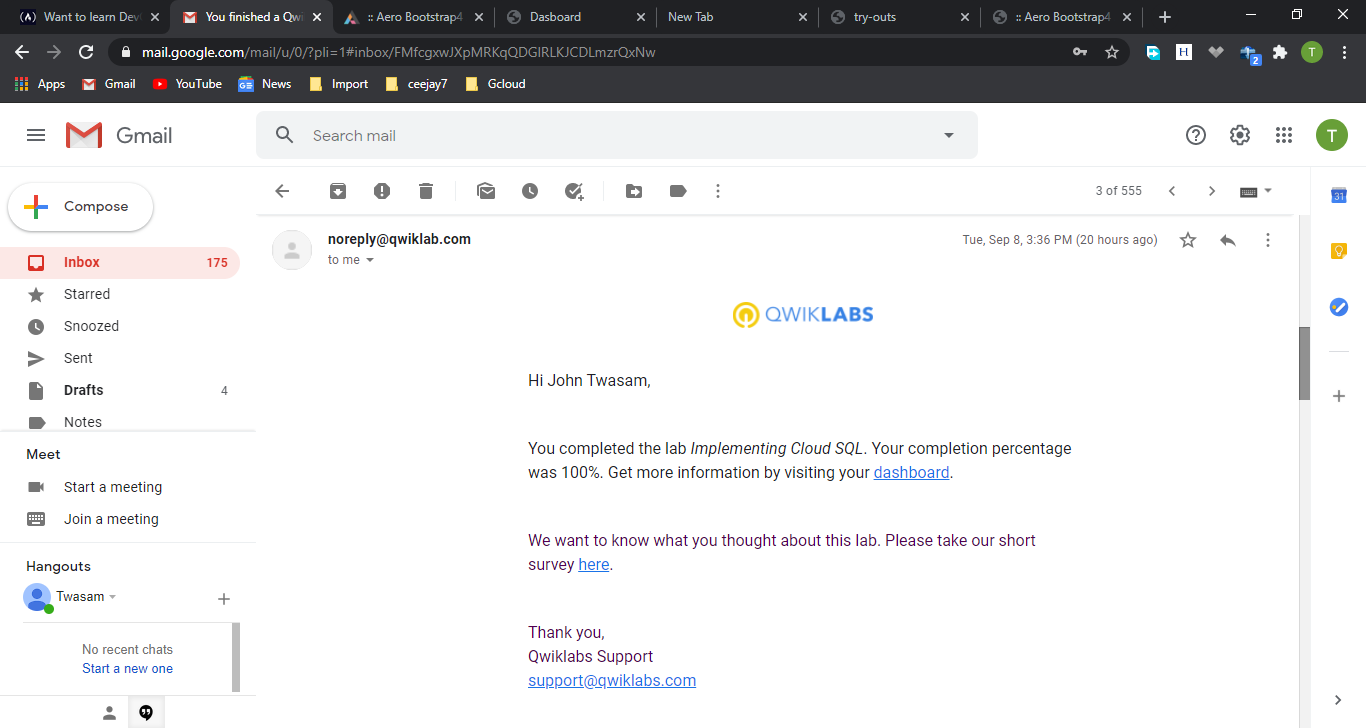 Want to learn Dev
You finished a Qwi
:: Aero Bootstrap4
Dasboard
New Tab
try-outs
:: Aero Bootstrap4
mail.google.com/mail/u/0/?pli=1#inbox/FMfcgxwJXpMRKqQDGlRLKJCDLmzrQxNw
H
2
T
Apps
Gmail
YouTube
GE
News
Import
ceejay7
Gcloud
Gmail
Search mail
T
Compose
3 of 555
31
Inbox 175
Starred
Snoozed
Sent
Drafts 4
Notes
Meet
Start a meeting
Join a meeting
Hangouts
Twasam
No recent chats
Start a new one
noreply@qwiklab.com
Tue, Sep 8, 3:36 PM (20 hours ago)
to me
QWIKLABS
Hi John Twasam,
You completed the lab Implementing Cloud SQL. Your completion percentage
was 100%. Get more information by visiting your dashboard.
We want to know what you thought about this lab. Please take our short
survey here.
Thank you,
Qwiklabs Support
support@qwiklabs.com